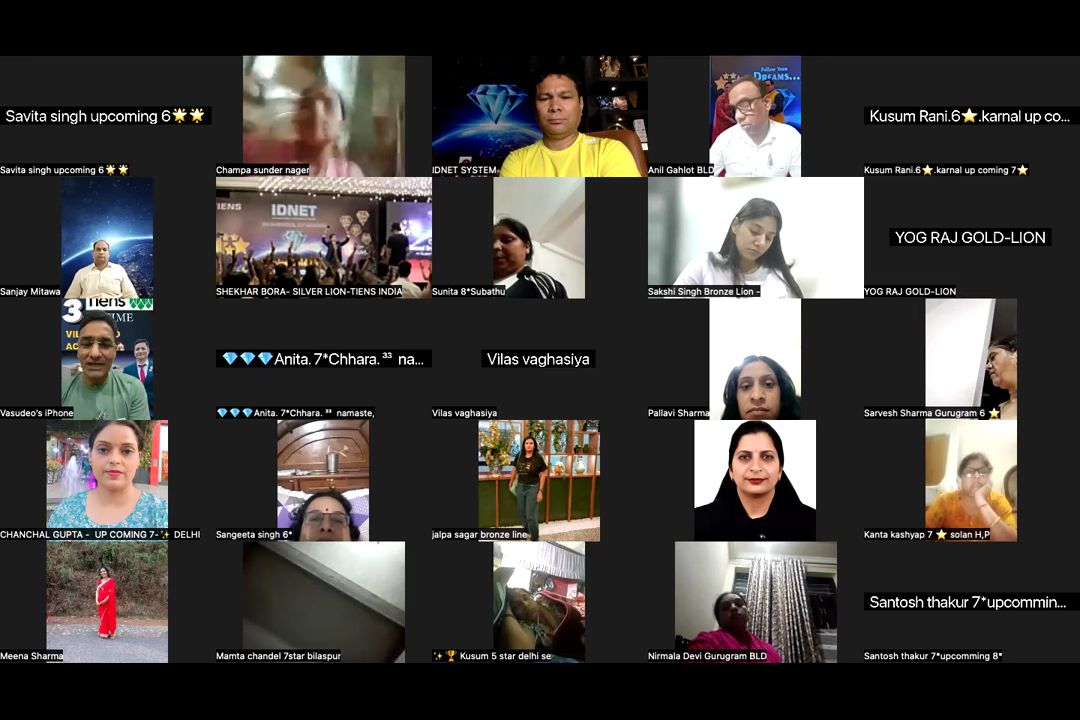 Savita singh upcoming 6🌟🌟
Savita singh upcoming 6🌟 🌟
Champa sunder nager
IDNET SYSTEM
Follow Your
DREAMS...
Anil Gahlot BLD
Kusum Rani.6⭐.karnal up co...
Kusum Rani.6⭐.karnal up coming 7⭐
Sanjay Mitawa
TIENS
IDNET
SHEKHAR BORA- SILVER LION-TIENS INDIA
Sunita 8*Subathu
Sakshi Singh Bronze Lion -
YOG RAJ GOLD-LION
YOG RAJ GOLD-LION
3
Tiens
Vasudeo's iPhone
💎💎💎Anita. 7*Chhara. ³³ na...
💎💎💎Anita. 7*Chhara. ³³ namaste,
Vilas vaghasiya
Vilas vaghasiya
Pallavi Sharma
Sarvesh Sharma Gurugram 6 ⭐
CHANCHAL GUPTA - UP COMING 7-✨ DELHI
Sangeeta singh 6*
jalpa sagar bronze line
Kanta kashyap 7 ⭐ solan H,P
Meena Sharma
Mamta chandel 7star bilaspur
✨ 🏆 Kusum 5 star delhi se
Nirmala Devi Gurugram BLD
Santosh thakur 7*upcommin...
Santosh thakur 7*upcomming 8*